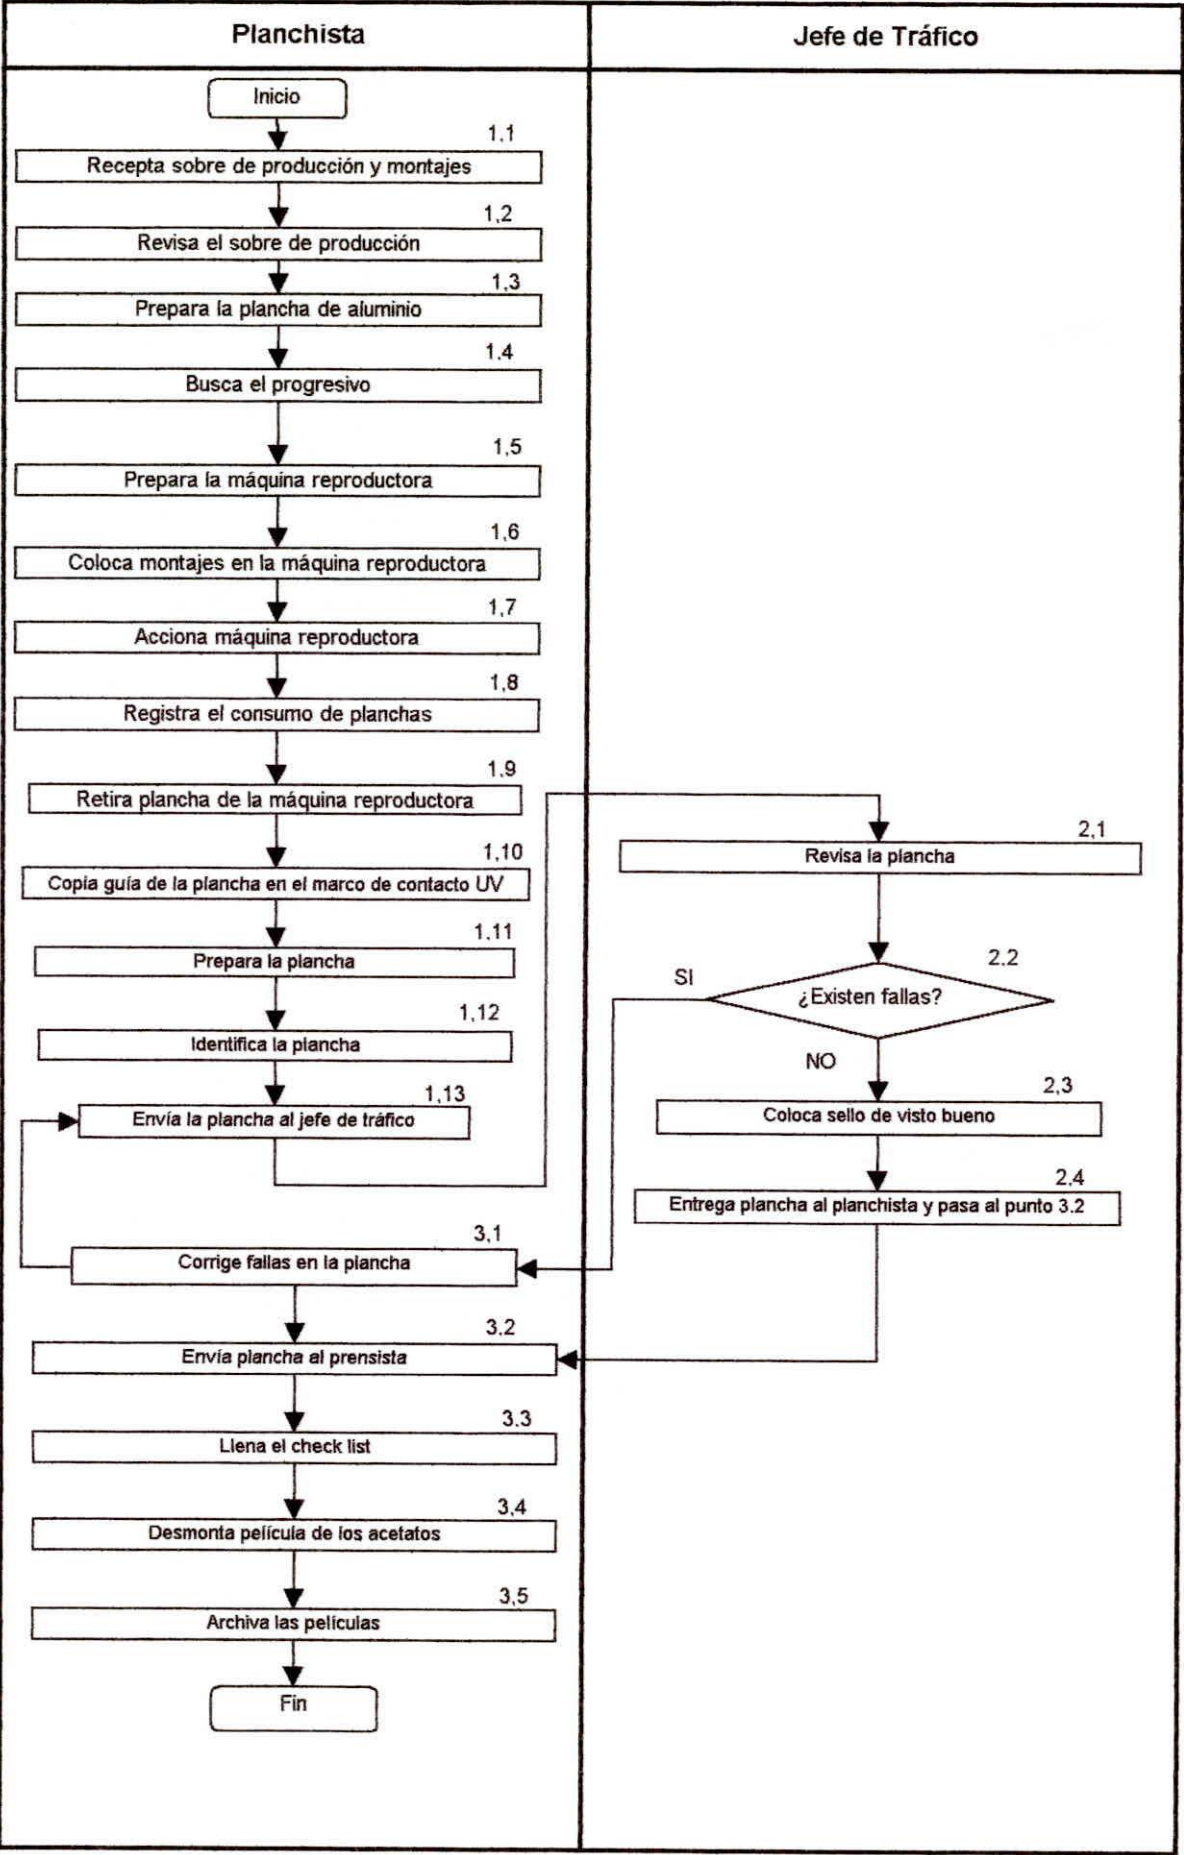 Planchista
Jefe de Tráfico
Inicio
1,1
Recepta sobre de producción y montajes
1,2
Revisa el sobre de producción
1,3
Prepara la plancha de aluminio
1.4
Busca el progresivo
1,5
Prepara la máquina reproductora
1,6
Coloca montajes en la máquina reproductora
1,7
Acciona máquina reproductora
1,8
Registra el consumo de planchas
1.9
Retira plancha de la máquina reproductora
1,10
Copia guía de la plancha en el marco de contacto UV
1,11
Prepara la plancha
1,12
Identifica la plancha
1,13
Envía la plancha al jefe de tráfico
2,1
Revisa la plancha
2.2
SI
¿Existen fallas?
NO
2,3
Coloca sello de visto bueno
2.4
Entrega plancha al planchista y pasa al punto 3.2
3,1
Corrige fallas en la plancha
3.2
Envía plancha al prensista
3.3
Llena el check list
3,4
Desmonta película de los acetatos
3,5
Archiva las películas
Fin